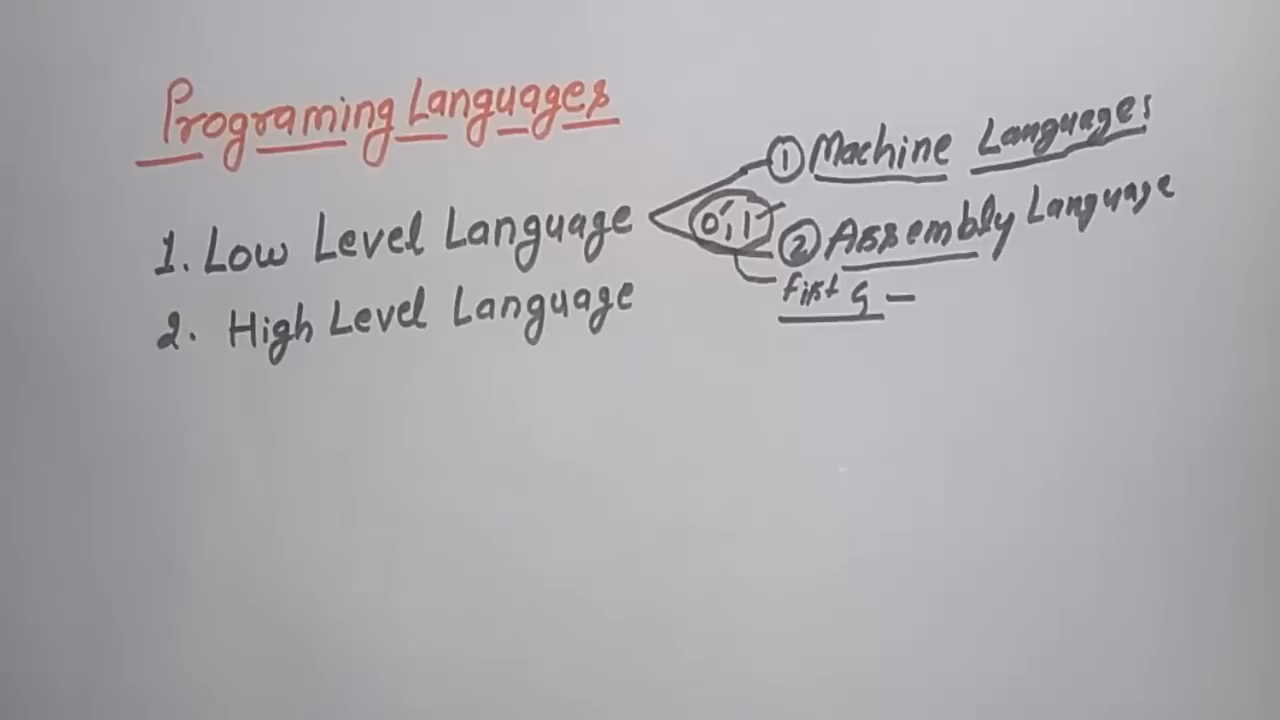 Programing Languages
1. Low Level Language
2. High Level Language
① Machine Languages
0,1
② Assembly Language
First G –